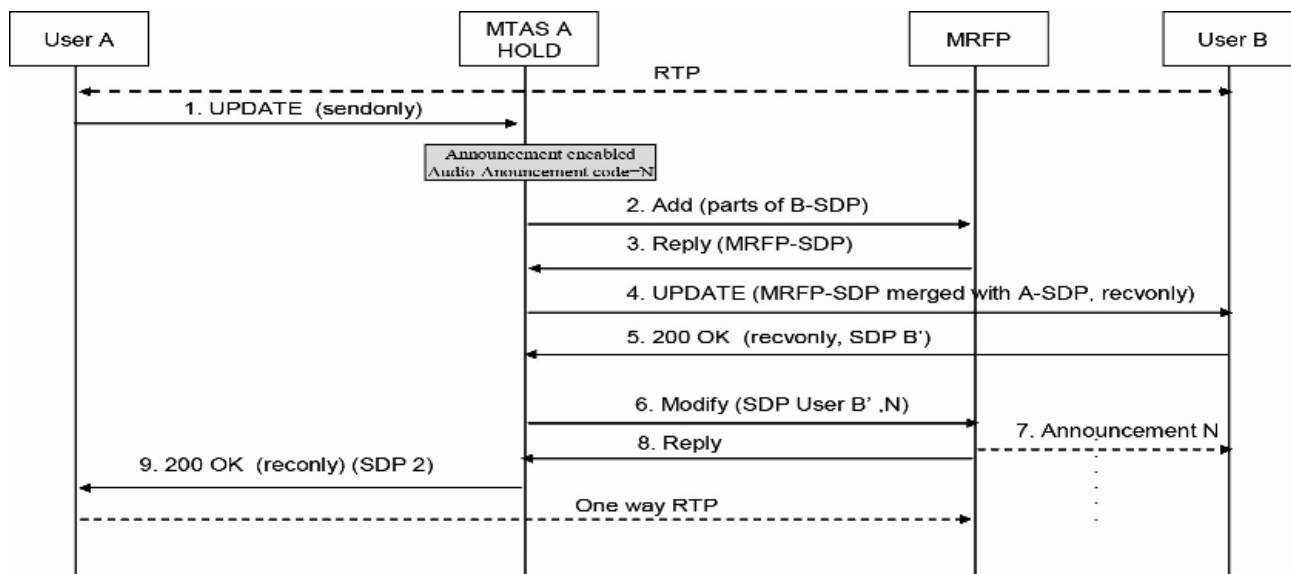 User A
MTAS A
HOLD
MRFP
User B
RTP
1. UPDATE (sendonly)
Announcement encabled
Audio Anouncement code=N
2. Add (parts of B-SDP)
3. Reply (MRFP-SDP)
4. UPDATE (MRFP-SDP merged with A-SDP, recvonly)
5. 200 OK (recvonly, SDP B')
6. Modify (SDP User B' ,N)
7. Announcement N
8. Reply
9. 200 OK (reconly) (SDP 2)
One way RTP